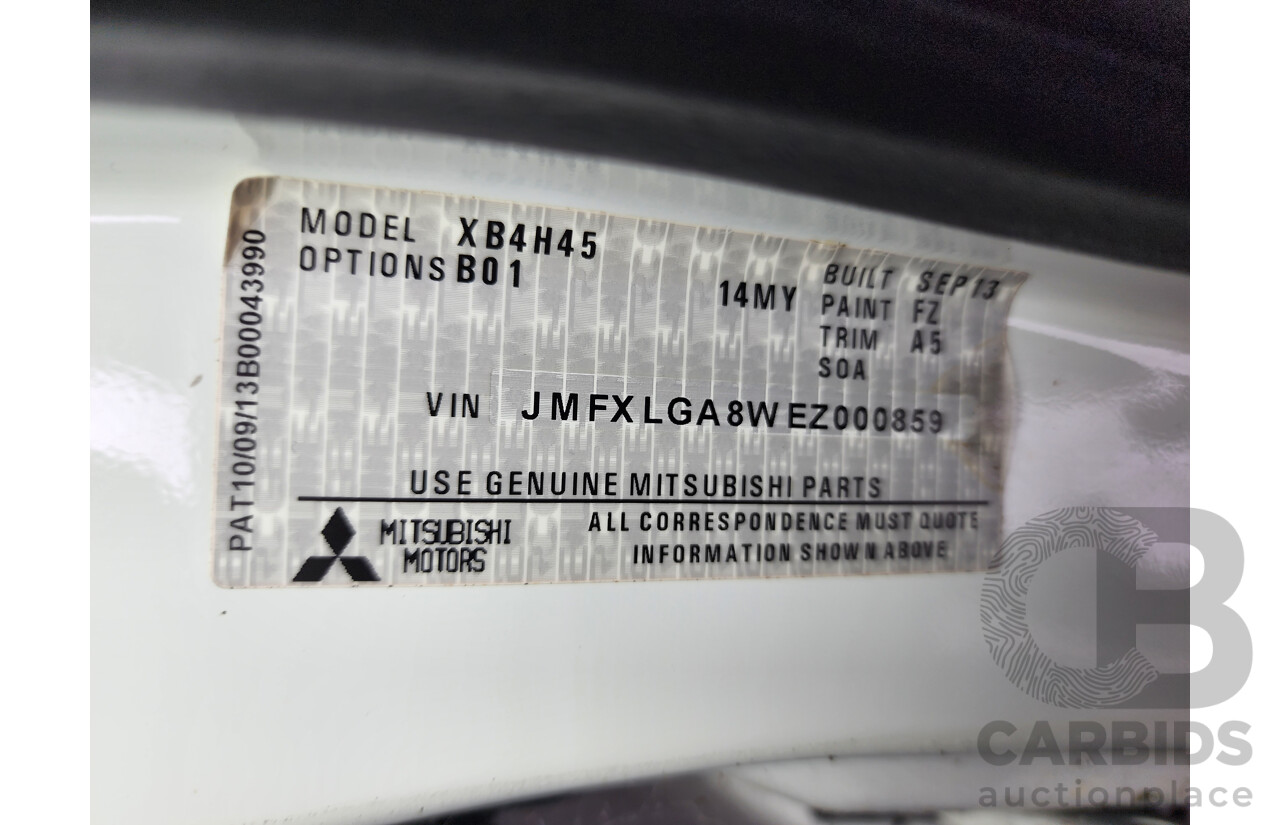 MODEL XB4H45
OPTIONS B01
14MY
BUILT SEP13
PAINT FZ
TRIM A5
SOA
VIN JMFXLGA8WEZ000859
USE GENUINE MITSUBISHI PARTS
MITSUBISHI
MOTORS
ALL CORRESPONDENCE MUST QUOTE
INFORMATION SHOWN ABOVE
PAT10/09/13B00043990
CB
CARBIDS
auctionplace